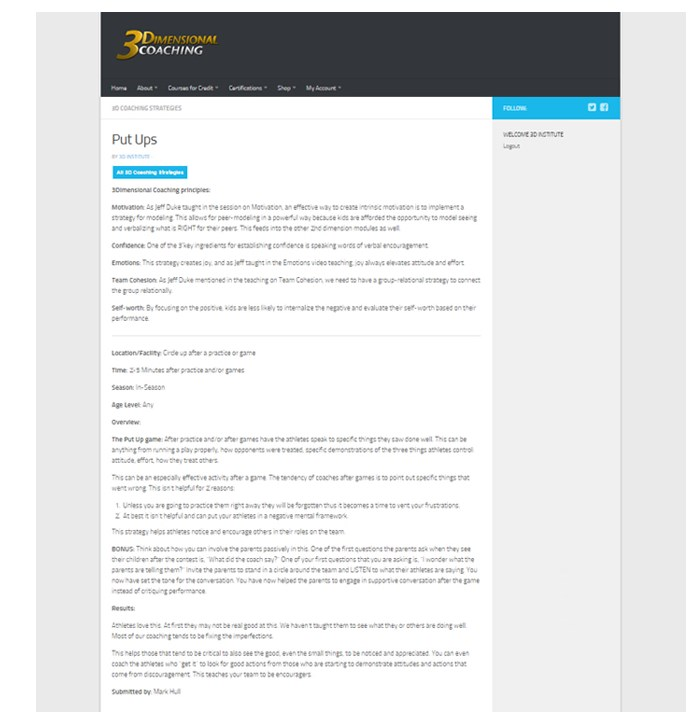 3DIMENSIONAL
COACHING
Home About Courses for Credit Certifications Shop My Account
3D COACHING STRATEGIES
FOLLOW:
Put Ups
BY 3D INSTITUTE
All 3D Coaching Strategies
WELCOME 3D INSTITUTE
Logout
3Dimensional Coaching principles:
Motivation: As Jeff Duke taught in the session on Motivation, an effective way to create intrinsic motivation is to implement a
strategy for modeling. This allows for peer-modeling in a powerful way because kids are afforded the opportunity to model seeing
and verbalizing what is RIGHT for their peers. This feeds into the other 2nd dimension modules as well.
Confidence: One of the 3 key ingredients for establishing confidence is speaking words of verbal encouragement.
Emotions: This strategy creates joy, and as Jeff taught in the Emotions video teaching, joy always elevates attitude and effort.
Team Cohesion: As Jeff Duke mentioned in the teaching on Team Cohesion, we need to have a group-relational strategy to connect
the group relationally.
Self-worth: By focusing on the positive, kids are less likely to internalize the negative and evaluate their self-worth based on their
performance.
Location/Facility: Circle up after a practice or game
Time: 2-5 Minutes after practice and/or games
Season: In-Season
Age Level: Any
Overview:
The Put Up game: After practice and/or after games have the athletes speak to specific things they saw done well. This can be
anything from running a play properly, how opponents were treated, specific demonstrations of the three things athletes control
attitude, effort, how they treat others.
This can be an especially effective activity after a game. The tendency of coaches after games is to point out specific things that
went wrong. This isn't helpful for 2 reasons:
1. Unless you are going to practice them right away they will be forgotten thus it becomes a time to vent your frustrations.
2. At best it isn't helpful and can put your athletes in a negative mental framework.
This strategy helps athletes notice and encourage others in their roles on the team.
BONUS: Think about how you can involve the parents passively in this. One of the first questions the parents ask when they see
their children after the contest is, "What did the coach say?" One of your first questions that you are asking is, "I wonder what the
parents are telling them?" Invite the parents to stand in a circle around the team and LISTEN to what their athletes are saying. You
now have set the tone for the conversation. You have now helped the parents to engage in supportive conversation after the game
instead of critiquing performance.
Results:
Athletes love this. At first they may not be real good at this. We haven't taught them to see what they or others are doing well.
Most of our coaching tends to be fixing the imperfections.
This helps those that tend to be critical to also see the good, even the small things, to be noticed and appreciated. You can even
coach the athletes who "get it" to look for good actions from those who are starting to demonstrate attitudes and actions that
come from discouragement. This teaches your team to be encouragers.
Submitted by: Mark Hull